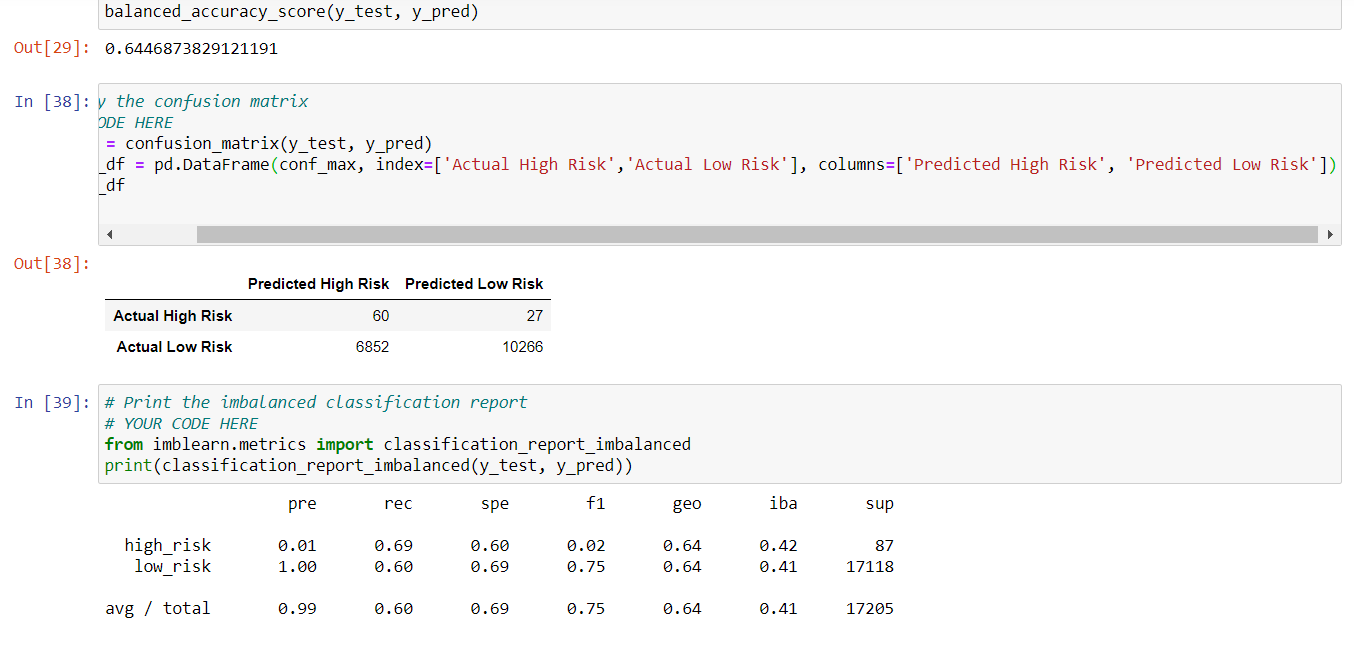 balanced_accuracy_score(y_test, y_pred)
Out[29]: 0.6446873829121191
In [38]: y the confusion matrix
ODE HERE
= confusion_matrix(y_test, y_pred)
_df = pd.DataFrame(conf_max, index=['Actual High Risk','Actual Low Risk'], columns=['Predicted High Risk', 'Predicted Low Risk'])
_df
Out[38]:
Predicted High Risk Predicted Low Risk
Actual High Risk 60 27
Actual Low Risk 6852 10266
In [39]: # Print the imbalanced classification report
# YOUR CODE HERE
from imblearn.metrics import classification_report_imbalanced
print(classification_report_imbalanced(y_test, y_pred))
pre rec spe f1 geo iba sup
high_risk 0.01 0.69 0.60 0.02 0.64 0.42 87
low_risk 1.00 0.60 0.69 0.75 0.64 0.41 17118
avg / total 0.99 0.60 0.69 0.75 0.64 0.41 17205